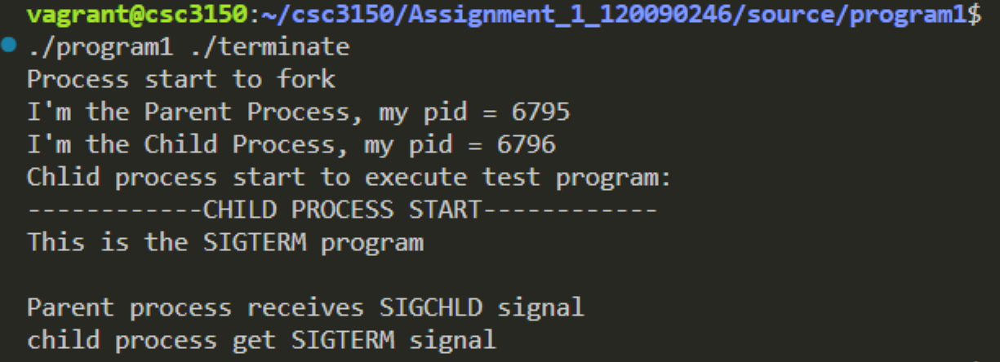 vagrant@csc3150:~/csc3150/Assignment_1_120090246/source/program1$
./program1 ./terminate
Process start to fork
I'm the Parent Process, my pid = 6795
I'm the Child Process, my pid = 6796
Chlid process start to execute test program:
------------CHILD PROCESS START------------
This is the SIGTERM program
Parent process receives SIGCHLD signal
child process get SIGTERM signal